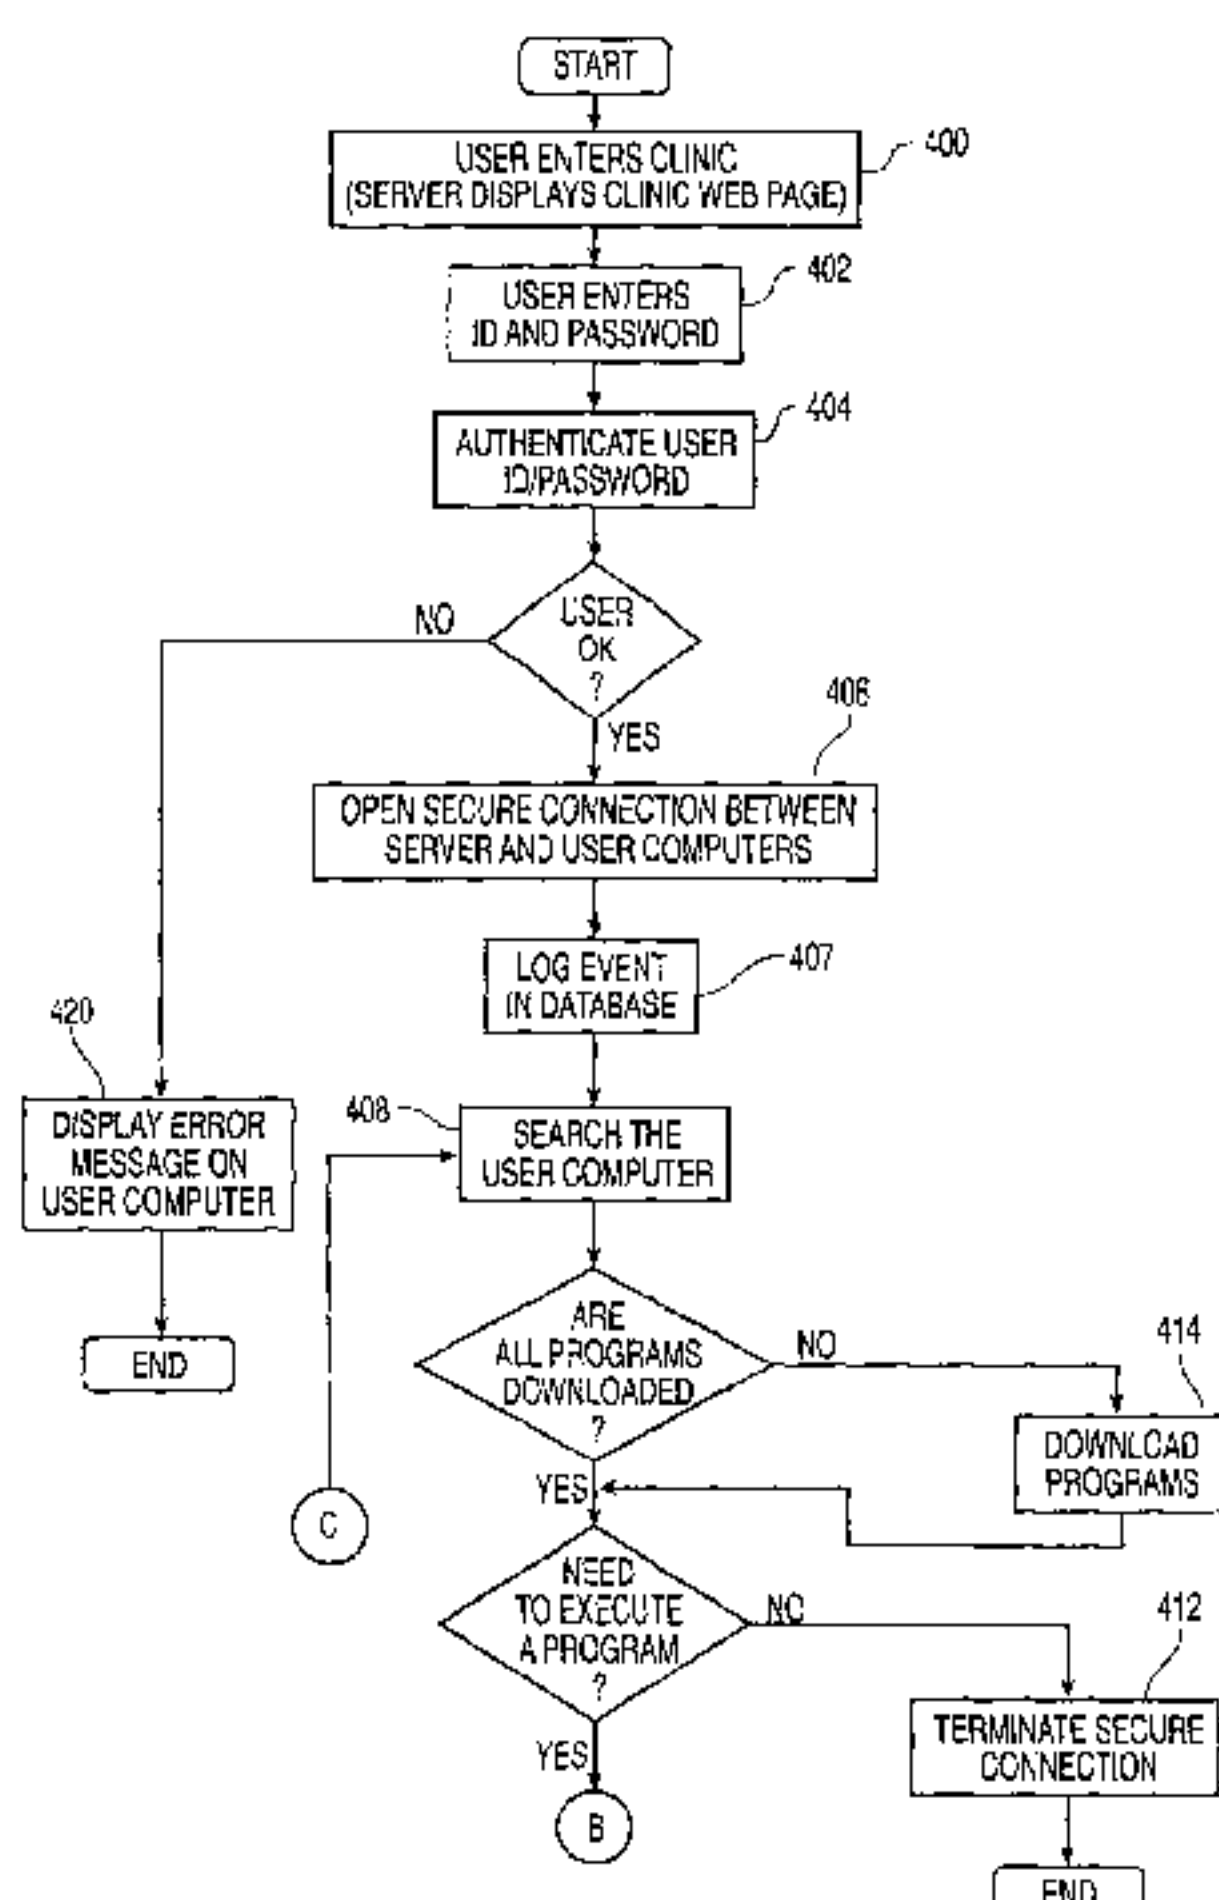 START
USER ENTERS CLINIC
(SERVER DISPLAYS CLINIC WEB PAGE)
400
USER ENTERS
ID AND PASSWORD
402
AUTHENTICATE USER
ID/PASSWORD
404
USER
OK
?
NO
YES
406
OPEN SECURE CONNECTION BETWEEN
SERVER AND USER COMPUTERS
LOG EVENT
IN DATABASE
407
420
DISPLAY ERROR
MESSAGE ON
USER COMPUTER
END
408
SEARCH THE
USER COMPUTER
ARE
ALL PROGRAMS
DOWNLOADED
?
NO
414
DOWNLOAD
PROGRAMS
YES
C
NEED
TO EXECUTE
A PROGRAM
?
NO
412
TERMINATE SECURE
CONNECTION
YES
B
END